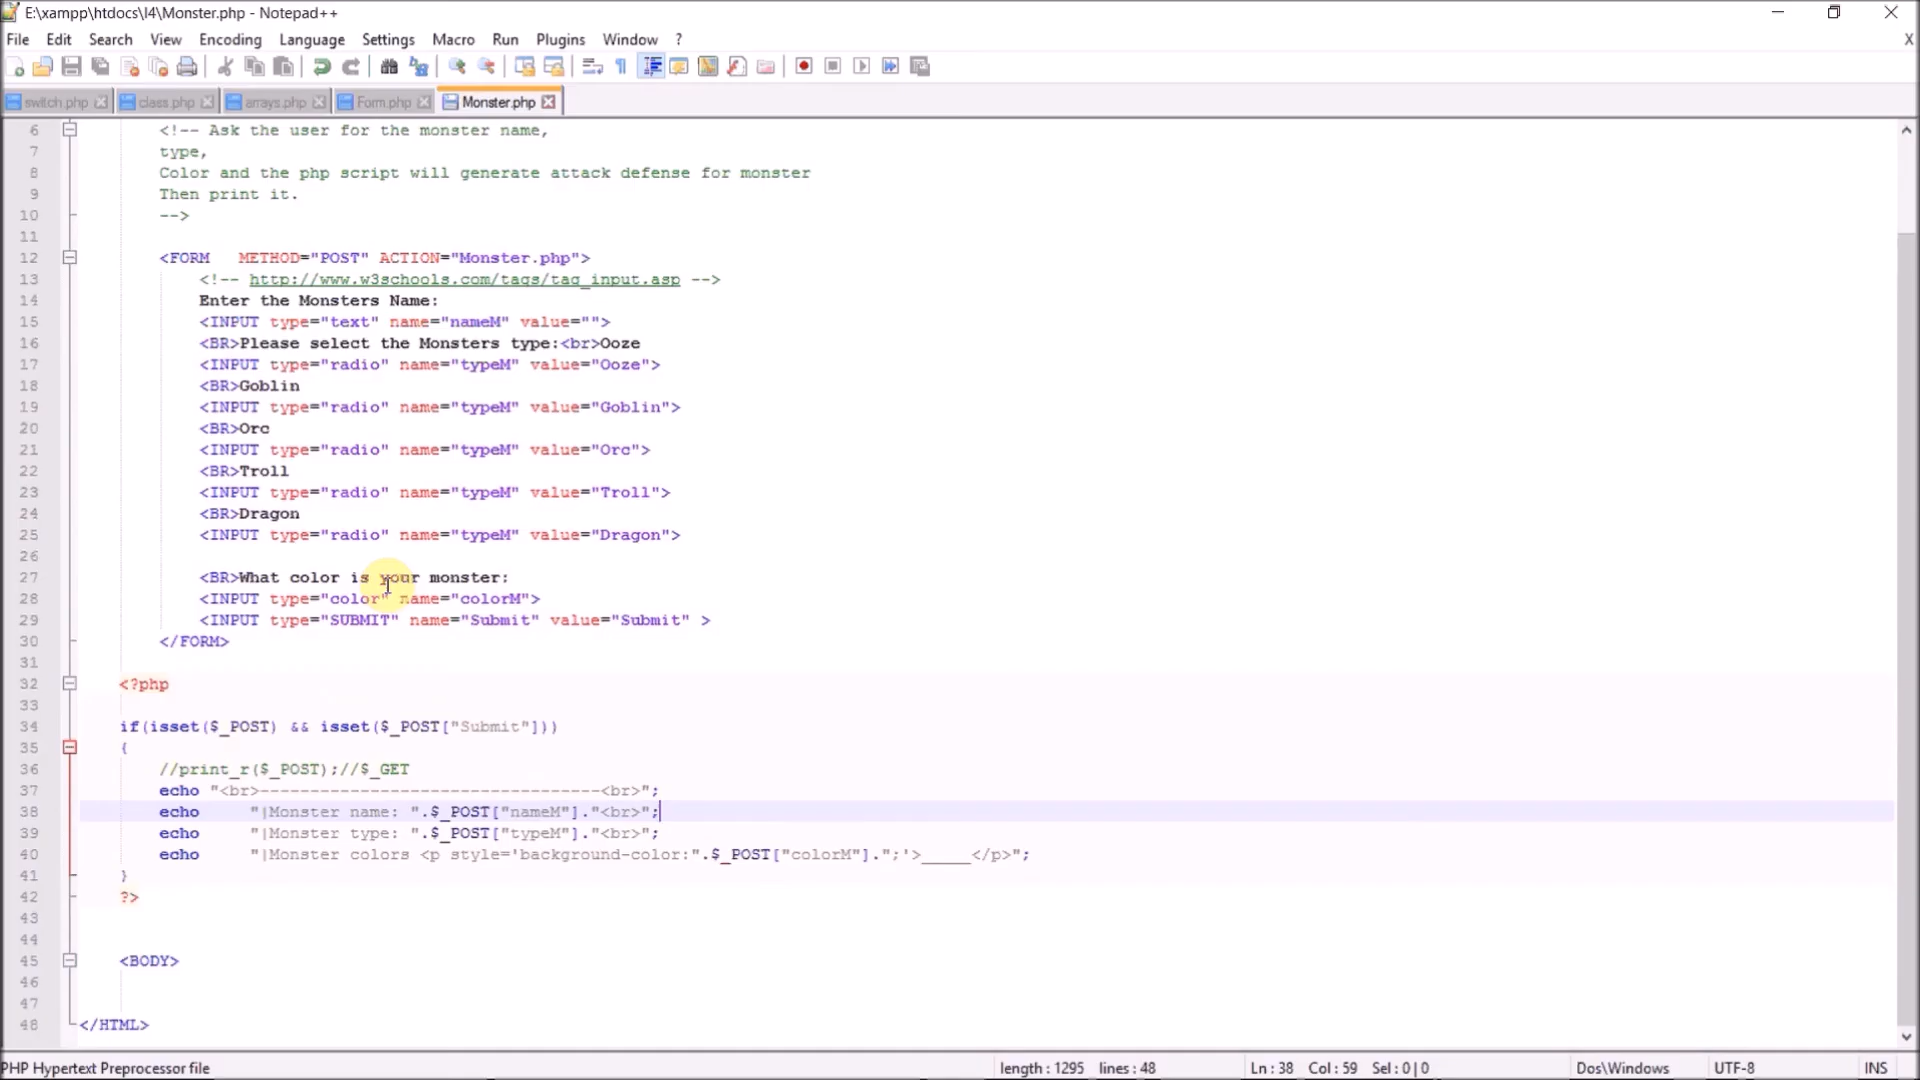 E:\xampp\htdocs\l4\Monster.php - Notepad++
File Edit Search View Encoding Language Settings Macro Run Plugins Window ? X
switch.php class.php arrays.php Form.php Monster.php
6 <!-- Ask the user for the monster name,
7 type,
8 Color and the php script will generate attack defense for monster
9 Then print it.
10 -->
11
12 <FORM   METHOD="POST" ACTION="Monster.php">
13 <!-- http://www.w3schools.com/tags/tag_input.asp -->
14 Enter the Monsters Name:
15 <INPUT type="text" name="nameM" value="">
16 <BR>Please select the Monsters type:<br>Ooze
17 <INPUT type="radio" name="typeM" value="Ooze">
18 <BR>Goblin
19 <INPUT type="radio" name="typeM" value="Goblin">
20 <BR>Orc
21 <INPUT type="radio" name="typeM" value="Orc">
22 <BR>Troll
23 <INPUT type="radio" name="typeM" value="Troll">
24 <BR>Dragon
25 <INPUT type="radio" name="typeM" value="Dragon">
26
27 <BR>What color is your monster:
28 <INPUT type="color" name="colorM">
29 <INPUT type="SUBMIT" name="Submit" value="Submit" >
30 </FORM>
31
32 <?php
33
34 if(isset($_POST) && isset($_POST["Submit"]))
35 {
36 //print_r($_POST);//$_GET
37 echo "<br>----------------------------------<br>";
38 echo     "|Monster name: ".$_POST["nameM"]."<br>";
39 echo     "|Monster type: ".$_POST["typeM"]."<br>";
40 echo     "|Monster colors <p style='background-color:".$_POST["colorM"].";'>_____</p>";
41 }
42 ?>
43
44
45 <BODY>
46
47
48 </HTML>
PHP Hypertext Preprocessor file length : 1295 lines : 48 Ln : 38 Col : 59 Sel : 0 | 0 Dos\Windows UTF-8 INS